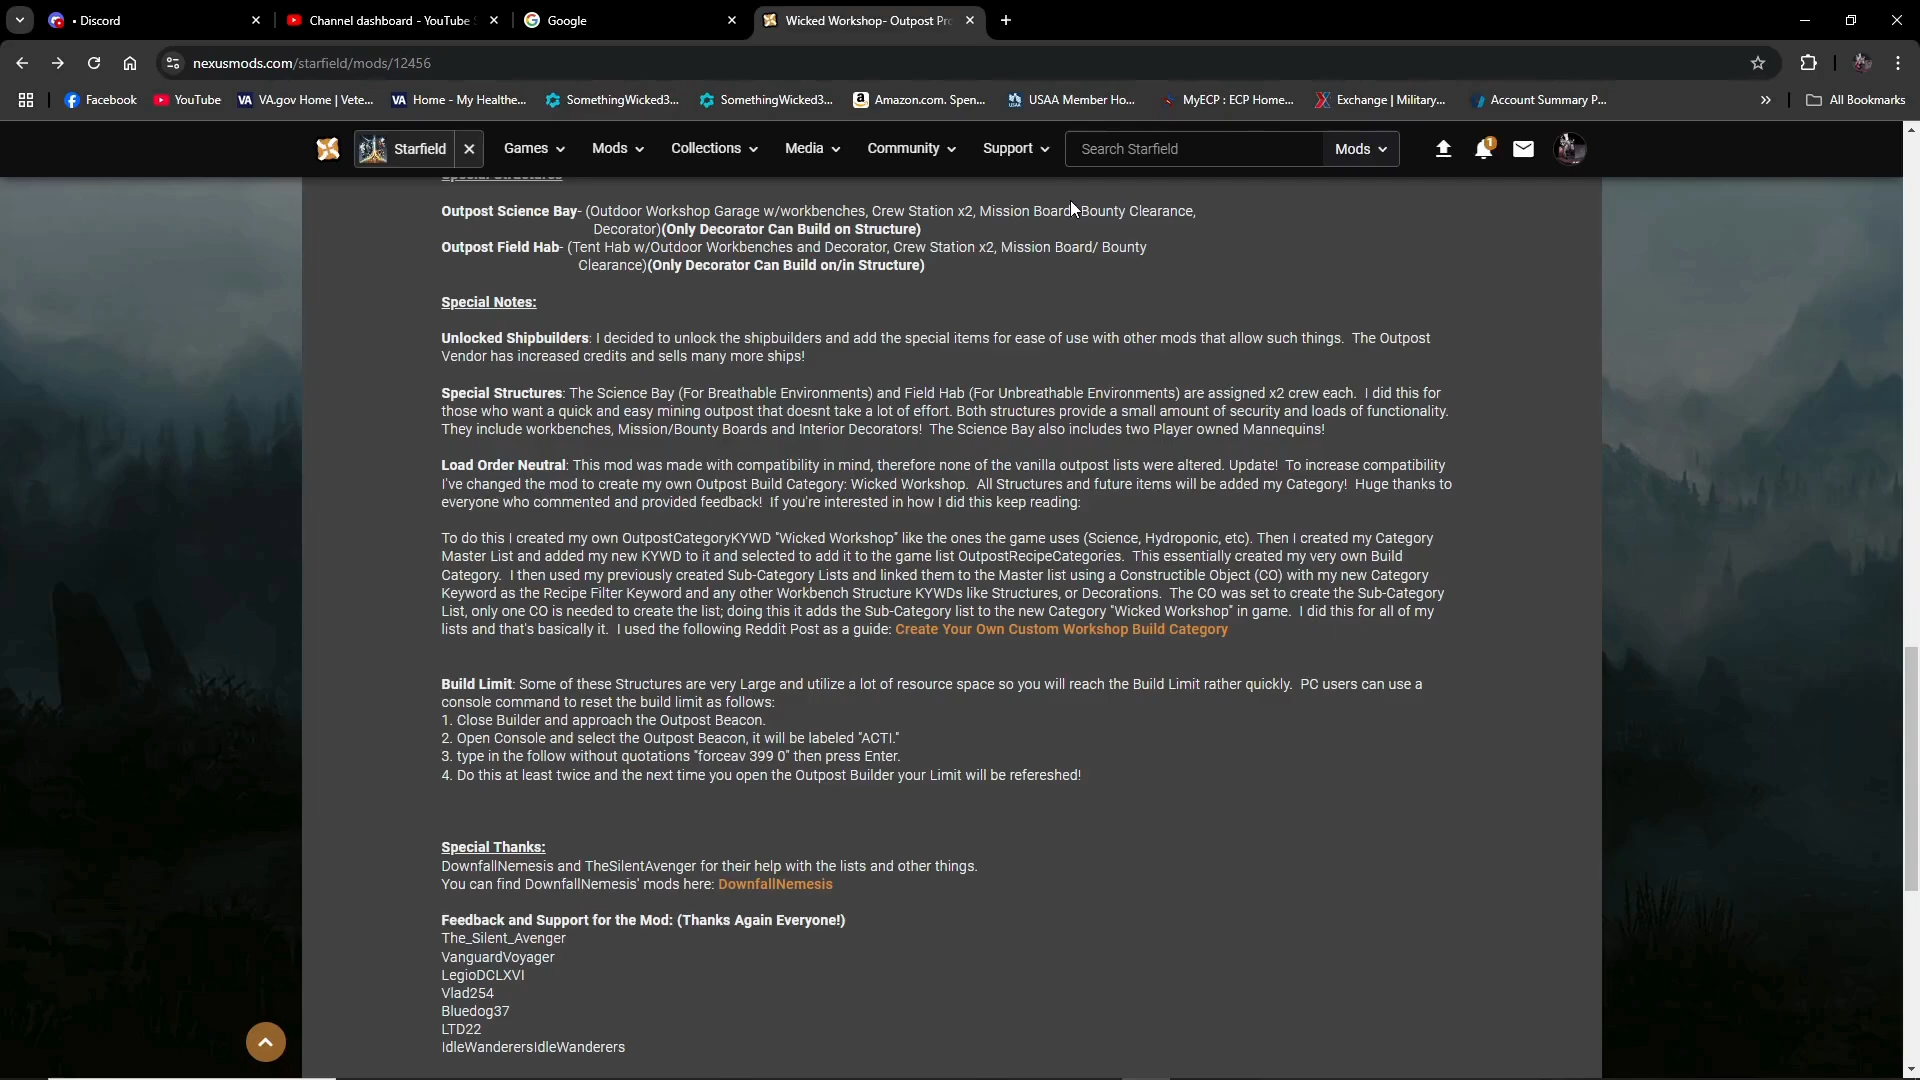 Discord
Channel dashboard - YouTube S
Google
Wicked Workshop- Outpost Pr
nexusmods.com/starfield/mods/12456
Facebook
YouTube
VA VA.gov Home | Vete...
VA Home - My Healthe...
SomethingWicked3...
SomethingWicked3...
Amazon.com. Spen...
USAA Member Ho...
MyECP : ECP Home...
Exchange | Military...
Account Summary P...
All Bookmarks
Starfield
Games
Mods
Collections
Media
Community
Support
Search Starfield
Mods
1
Special Structures
Outpost Science Bay- (Outdoor Workshop Garage w/workbenches, Crew Station x2, Mission Board/ Bounty Clearance,
Decorator)(Only Decorator Can Build on Structure)
Outpost Field Hab- (Tent Hab w/Outdoor Workbenches and Decorator, Crew Station x2, Mission Board/ Bounty
Clearance)(Only Decorator Can Build on/in Structure)
Special Notes:
Unlocked Shipbuilders: I decided to unlock the shipbuilders and add the special items for ease of use with other mods that allow such things. The Outpost
Vendor has increased credits and sells many more ships!
Special Structures: The Science Bay (For Breathable Environments) and Field Hab (For Unbreathable Environments) are assigned x2 crew each. I did this for
those who want a quick and easy mining outpost that doesnt take a lot of effort. Both structures provide a small amount of security and loads of functionality.
They include workbenches, Mission/Bounty Boards and Interior Decorators! The Science Bay also includes two Player owned Mannequins!
Load Order Neutral: This mod was made with compatibility in mind, therefore none of the vanilla outpost lists were altered. Update! To increase compatibility
I've changed the mod to create my own Outpost Build Category: Wicked Workshop. All Structures and future items will be added my Category! Huge thanks to
everyone who commented and provided feedback! If you're interested in how I did this keep reading:
To do this I created my own OutpostCategoryKYWD "Wicked Workshop" like the ones the game uses (Science, Hydroponic, etc). Then I created my Category
Master List and added my new KYWD to it and selected to add it to the game list OutpostRecipeCategories. This essentially created my very own Build
Category. I then used my previously created Sub-Category Lists and linked them to the Master list using a Constructible Object (CO) with my new Category
Keyword as the Recipe Filter Keyword and any other Workbench Structure KYWDs like Structures, or Decorations. The CO was set to create the Sub-Category
List, only one CO is needed to create the list; doing this it adds the Sub-Category list to the new Category "Wicked Workshop" in game. I did this for all of my
lists and that's basically it. I used the following Reddit Post as a guide: Create Your Own Custom Workshop Build Category
Build Limit: Some of these Structures are very Large and utilize a lot of resource space so you will reach the Build Limit rather quickly. PC users can use a
console command to reset the build limit as follows:
1. Close Builder and approach the Outpost Beacon.
2. Open Console and select the Outpost Beacon, it will be labeled "ACTI."
3. type in the follow without quotations "forceav 399 0" then press Enter.
4. Do this at least twice and the next time you open the Outpost Builder your Limit will be refereshed!
Special Thanks:
DownfallNemesis and TheSilentAvenger for their help with the lists and other things.
You can find DownfallNemesis' mods here: DownfallNemesis
Feedback and Support for the Mod: (Thanks Again Everyone!)
The_Silent_Avenger
VanguardVoyager
LegioDCLXVI
Vlad254
Bluedog37
LTD22
IdleWanderersIdleWanderers